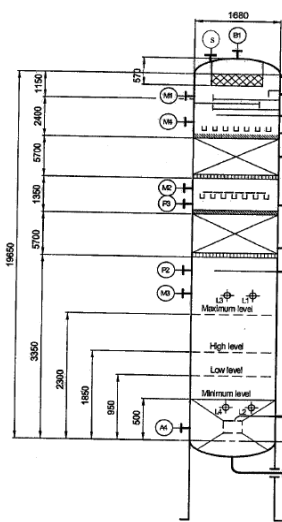 1680
S
B1
570
1150
M1
2400
M4
5700
M2
1350
P3
5700
19650
P2
M3
L3
L1
Maximum level
3350
2300
High level
1850
Low level
950
Minimum level
500
L4
L2
A4